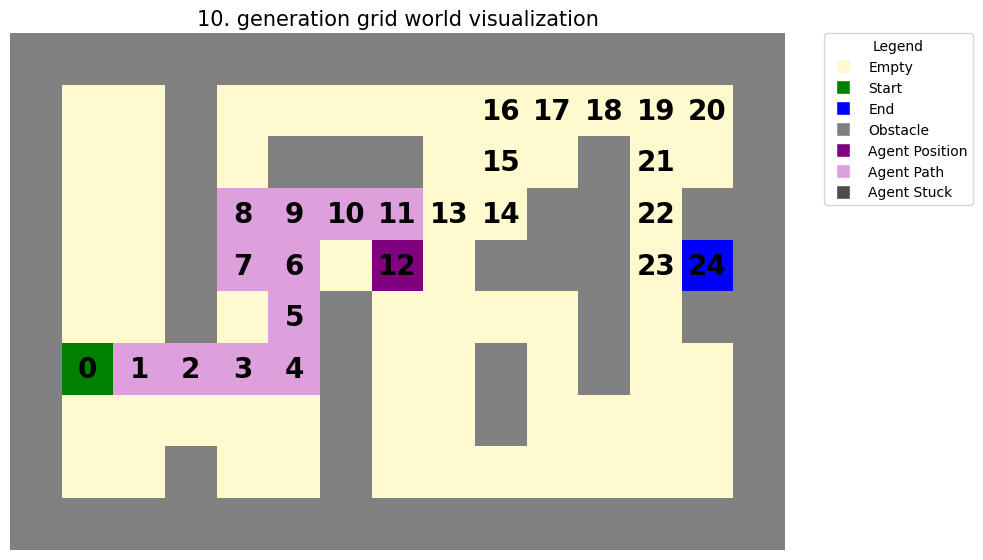 10. generation grid world visualization
Legend
Empty
Start
End
Obstacle
Agent Position
Agent Path
Agent Stuck
16 17 18 19 20
15 21
8 9 10 11 13 14 22
7 6 12 23 24
5
0 1 2 3 4